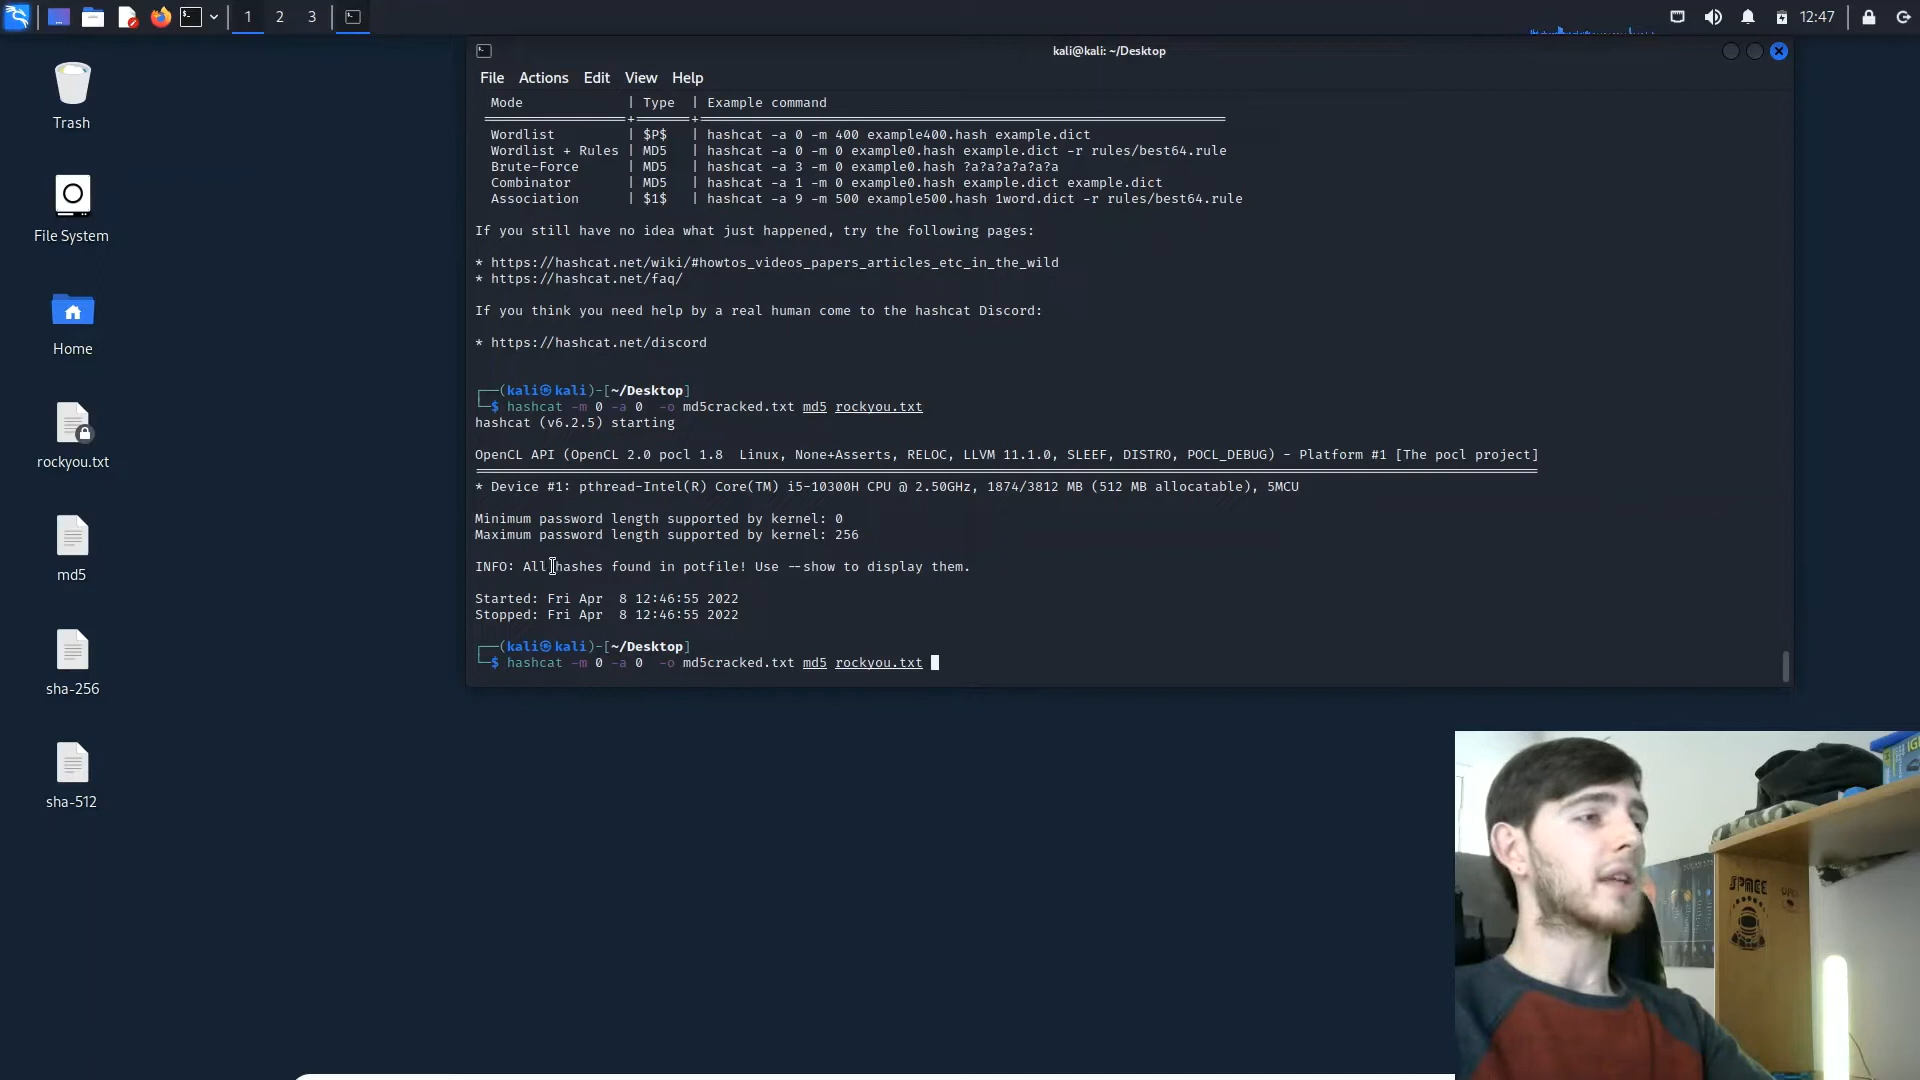 1 2 3 12:47
kali@kali: ~/Desktop
File Actions Edit View Help
Mode | Type | Example command
Wordlist | $P$ | hashcat -a 0 -m 400 example400.hash example.dict
Wordlist + Rules | MD5 | hashcat -a 0 -m 0 example0.hash example.dict -r rules/best64.rule
Brute-Force | MD5 | hashcat -a 3 -m 0 example0.hash ?a?a?a?a?a?a
Combinator | MD5 | hashcat -a 1 -m 0 example0.hash example.dict example.dict
Association | $1$ | hashcat -a 9 -m 500 example500.hash 1word.dict -r rules/best64.rule
If you still have no idea what just happened, try the following pages:
* https://hashcat.net/wiki/#howtos_videos_papers_articles_etc_in_the_wild
* https://hashcat.net/faq/
If you think you need help by a real human come to the hashcat Discord:
* https://hashcat.net/discord
┌──(kali㉿kali)-[~/Desktop]
└─$ hashcat -m 0 -a 0  -o md5cracked.txt md5 rockyou.txt
hashcat (v6.2.5) starting
OpenCL API (OpenCL 2.0 pocl 1.8  Linux, None+Asserts, RELOC, LLVM 11.1.0, SLEEF, DISTRO, POCL_DEBUG) - Platform #1 [The pocl project]
* Device #1: pthread-Intel(R) Core(TM) i5-10300H CPU @ 2.50GHz, 1874/3812 MB (512 MB allocatable), 5MCU
Minimum password length supported by kernel: 0
Maximum password length supported by kernel: 256
INFO: All hashes found in potfile! Use --show to display them.
Started: Fri Apr  8 12:46:55 2022
Stopped: Fri Apr  8 12:46:55 2022
┌──(kali㉿kali)-[~/Desktop]
└─$ hashcat -m 0 -a 0  -o md5cracked.txt md5 rockyou.txt
Trash
File System
Home
rockyou.txt
md5
sha-256
sha-512
SPACE